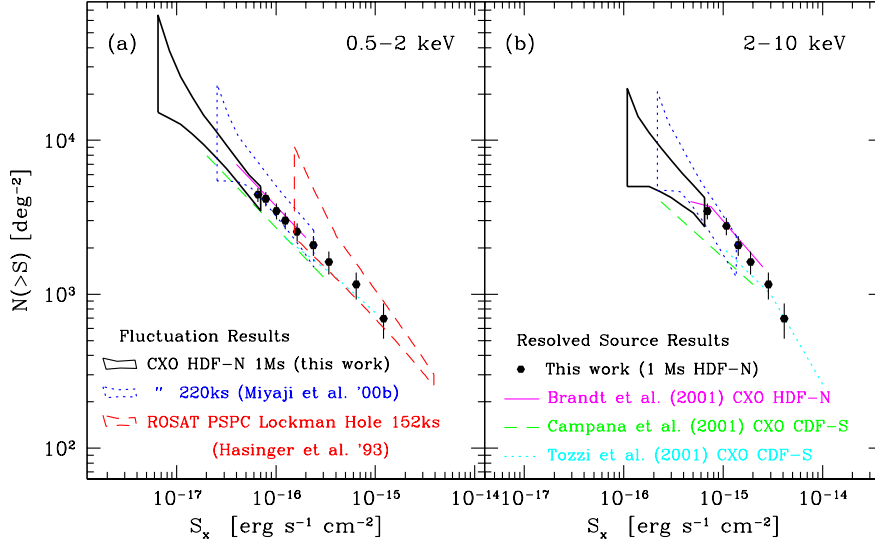 (a) 0.5−2 keV
(b) 2−10 keV
10⁴
10³
10²
N(>S) [deg⁻²]
Fluctuation Results
CXO HDF−N 1Ms (this work)
" 220ks (Miyaji et al. '00b)
ROSAT PSPC Lockman Hole 152ks
(Hasinger et al. '93)
Resolved Source Results
This work (1 Ms HDF−N)
Brandt et al. (2001) CXO HDF−N
Campana et al. (2001) CXO CDF−S
Tozzi et al. (2001) CXO CDF−S
10⁻¹⁷ 10⁻¹⁶ 10⁻¹⁵ 10⁻¹⁴
10⁻¹⁷ 10⁻¹⁶ 10⁻¹⁵ 10⁻¹⁴
Sₓ [erg s⁻¹ cm⁻²]
Sₓ [erg s⁻¹ cm⁻²]